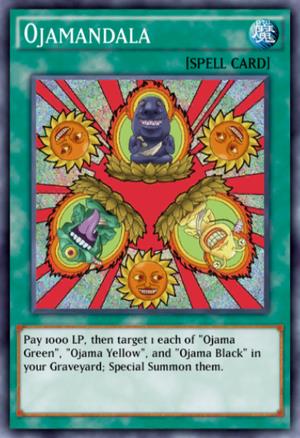 Ojamandala
[Spell Card]
Pay 1000 LP, then target 1 each of "Ojama
Green", "Ojama Yellow", and "Ojama Black" in
your Graveyard; Special Summon them.